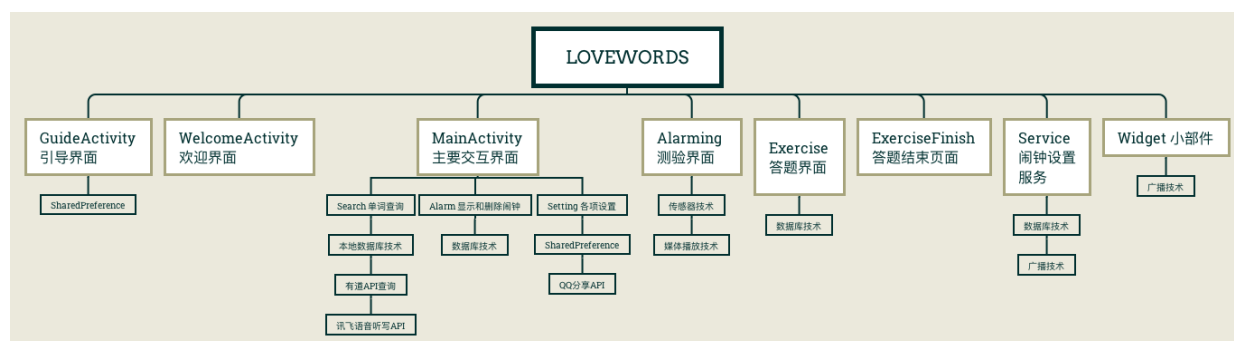 LOVEWORDS
GuideActivity
引导界面
SharedPreference
WelcomeActivity
欢迎界面
MainActivity
主要交互界面
Search 单词查询
本地数据库技术
有道API查询
讯飞语音听写API
Alarm 显示和删除闹钟
数据库技术
Setting 各项设置
SharedPreference
QQ分享API
Alarming
测验界面
传感器技术
媒体播放技术
Exercise
答题界面
数据库技术
ExerciseFinish
答题结束页面
Service
闹钟设置
服务
数据库技术
广播技术
Widget 小部件
广播技术